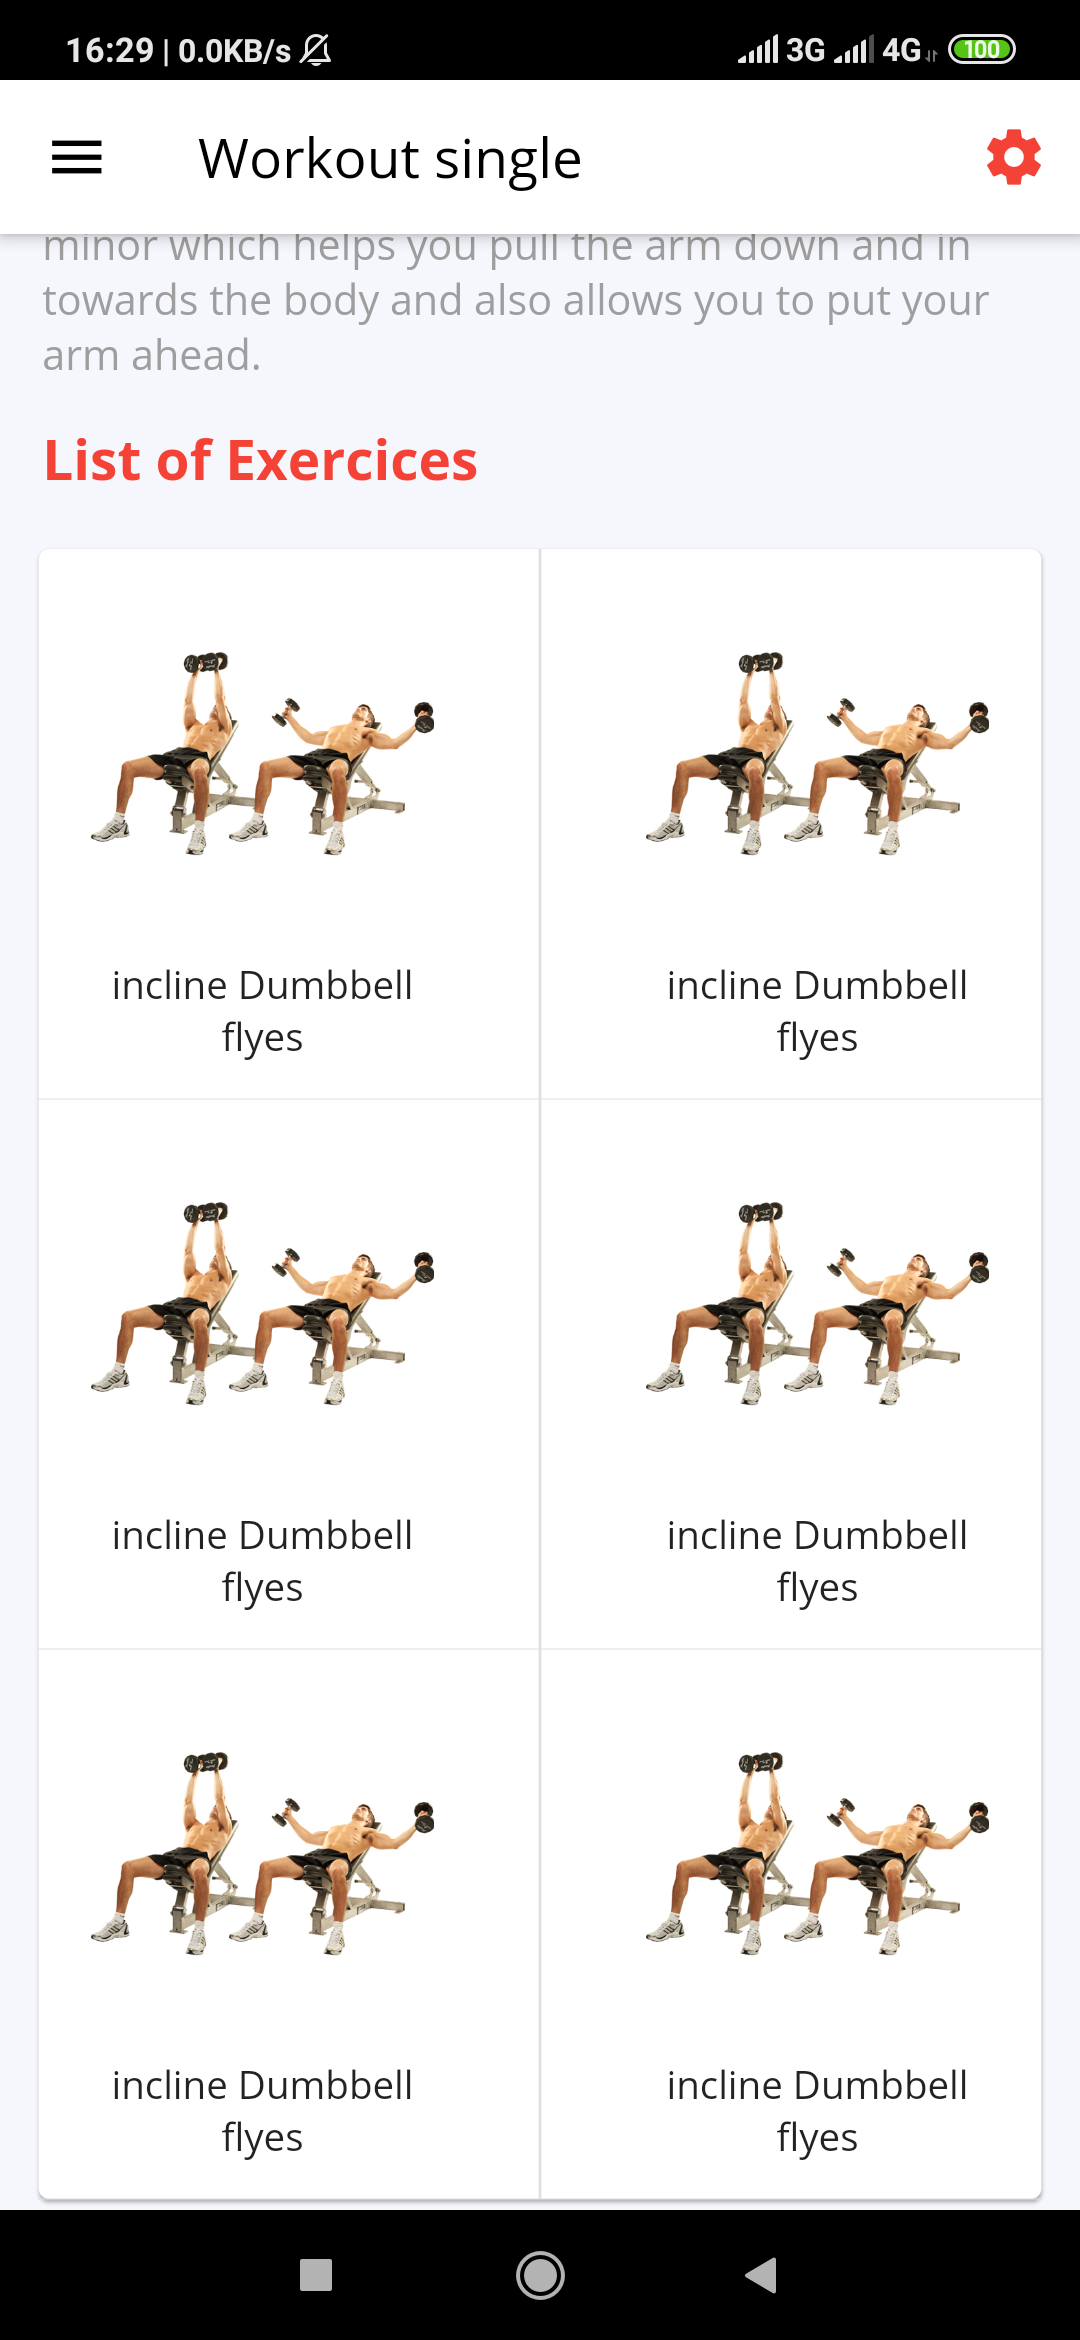 16:29 | 0.0KB/s 3G 4G 100
Workout single
minor which helps you pull the arm down and in
towards the body and also allows you to put your
arm ahead.
List of Exercices
incline Dumbbell
flyes
incline Dumbbell
flyes
incline Dumbbell
flyes
incline Dumbbell
flyes
incline Dumbbell
flyes
incline Dumbbell
flyes